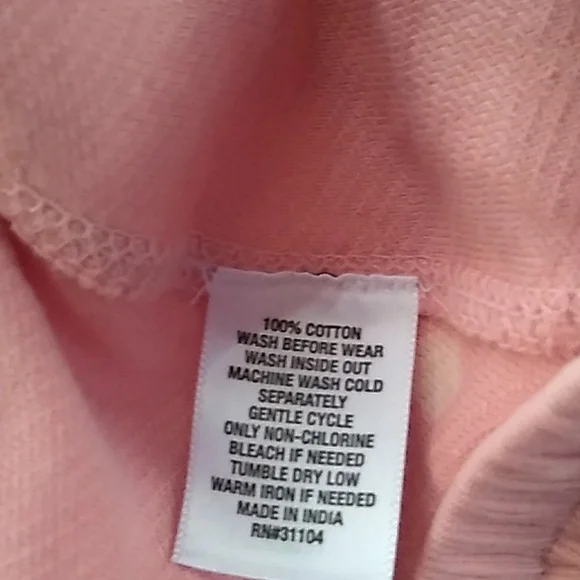 100% COTTON
WASH BEFORE WEAR
WASH INSIDE OUT
MACHINE WASH COLD
SEPARATELY
GENTLE CYCLE
ONLY NON-CHLORINE
BLEACH IF NEEDED
TUMBLE DRY LOW
WARM IRON IF NEEDED
MADE IN INDIA
RN#31104